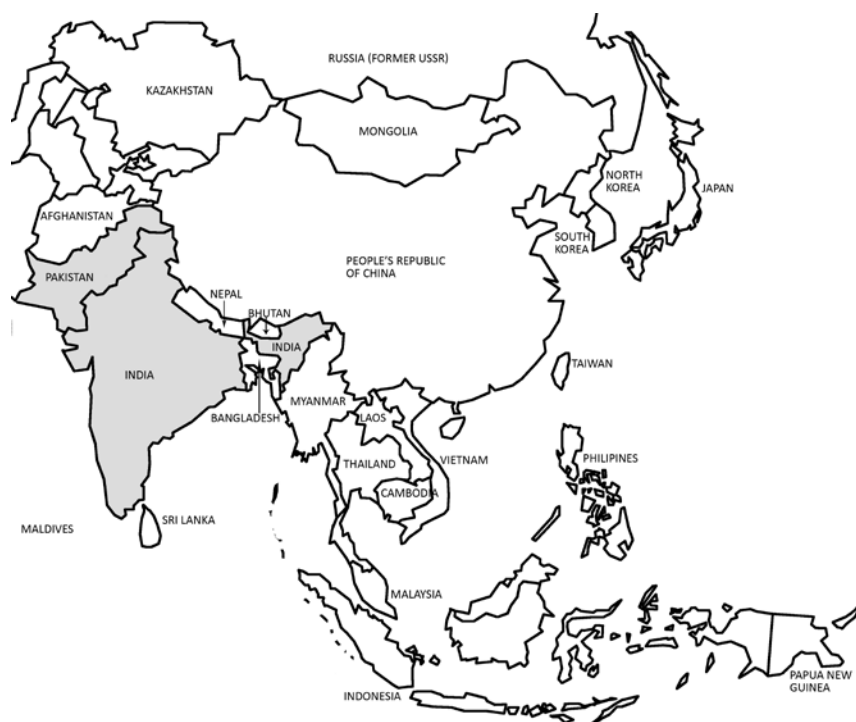 RUSSIA (FORMER USSR)
KAZAKHSTAN
MONGOLIA
NORTH
KOREA
JAPAN
AFGHANISTAN
SOUTH
KOREA
PEOPLE'S REPUBLIC
OF CHINA
PAKISTAN
NEPAL
BHUTAN
INDIA
TAIWAN
INDIA
MYANMAR
BANGLADESH
LAOS
VIETNAM
PHILIPINES
THAILAND
CAMBODIA
SRI LANKA
MALDIVES
MALAYSIA
PAPUA NEW
GUINEA
INDONESIA